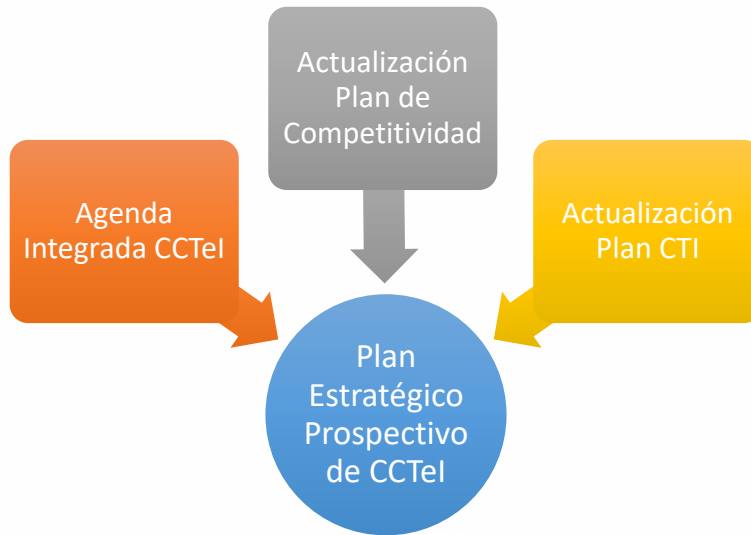 Actualización
Plan de
Competitividad
Agenda
Integrada CCTeI
Actualización
Plan CTI
Plan
Estratégico
Prospectivo
de CCTeI